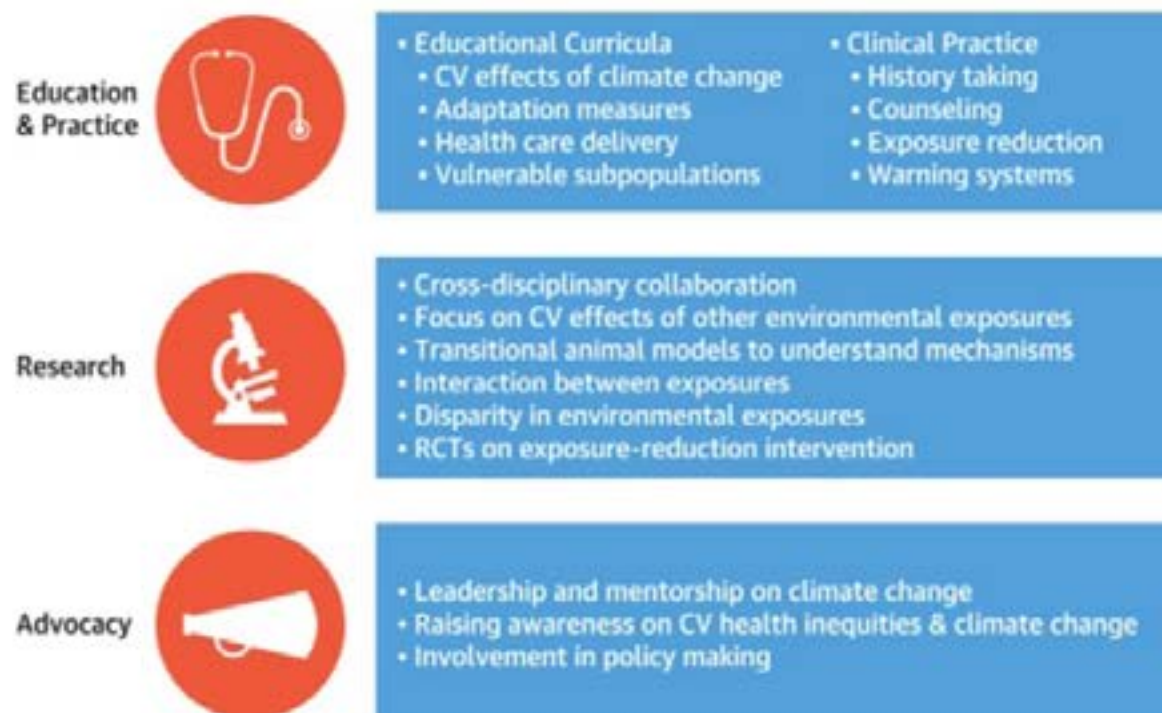 Education
& Practice
• Educational Curricula
• CV effects of climate change
• Adaptation measures
• Health care delivery
• Vulnerable subpopulations
• Clinical Practice
• History taking
• Counseling
• Exposure reduction
• Warning systems
Research
• Cross-disciplinary collaboration
• Focus on CV effects of other environmental exposures
• Transitional animal models to understand mechanisms
• Interaction between exposures
• Disparity in environmental exposures
• RCTs on exposure-reduction intervention
Advocacy
• Leadership and mentorship on climate change
• Raising awareness on CV health inequities & climate change
• Involvement in policy making